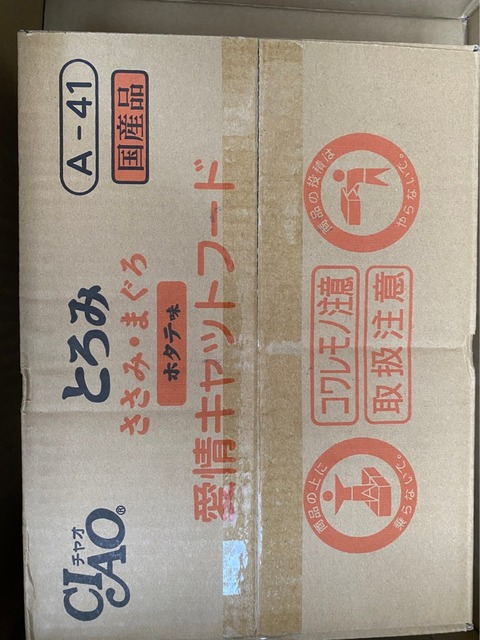 CIAO®
チャオ
とろみ
ささみ・まぐろ
ホタテ味
A-41
国産品
愛情キャットフード
商品の上に
乗らないで。
コワレモノ注意
取扱注意
商品の投積は
やらないで。